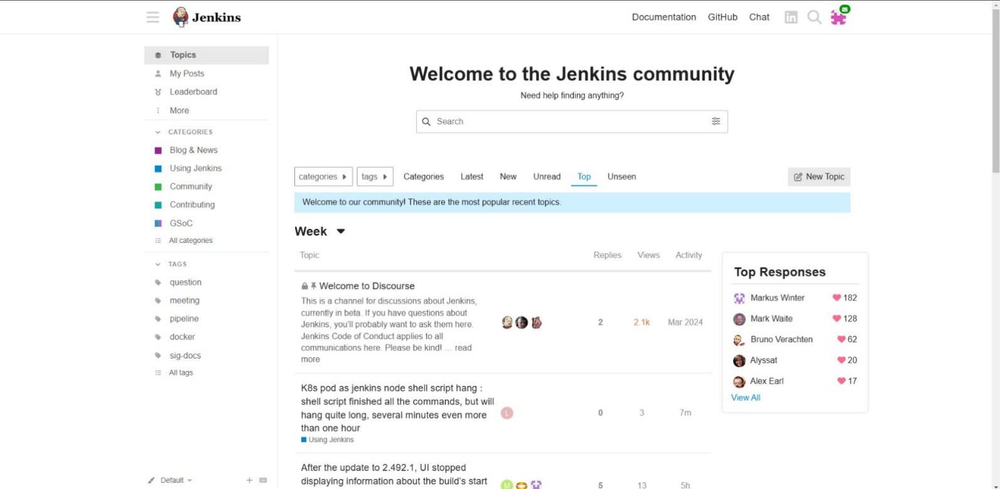 Jenkins
Documentation GitHub Chat
Topics
My Posts
Leaderboard
More
CATEGORIES
Blog & News
Using Jenkins
Community
Contributing
GSoC
All categories
TAGS
question
meeting
pipeline
docker
sig-docs
All tags
Default
Welcome to the Jenkins community
Need help finding anything?
Search
categories tags Categories Latest New Unread Top Unseen New Topic
Welcome to our community! These are the most popular recent topics.
Week
Topic Replies Views Activity
Welcome to Discourse
This is a channel for discussions about Jenkins,
currently in beta. If you have questions about
Jenkins, you’ll probably want to ask them here.
Jenkins Code of Conduct applies to all
communications here. Please be kind! … read
more
2 2.1k Mar 2024
K8s pod as jenkins node shell script hang :
shell script finished all the commands, but will
hang quite long, several minutes even more
than one hour
Using Jenkins
L 0 3 7m
After the update to 2.492.1, UI stopped
displaying information about the build’s start
M 5 13 5h
Top Responses
Markus Winter 182
Mark Waite 128
Bruno Verachten 62
Alyssat 20
Alex Earl 17
View All